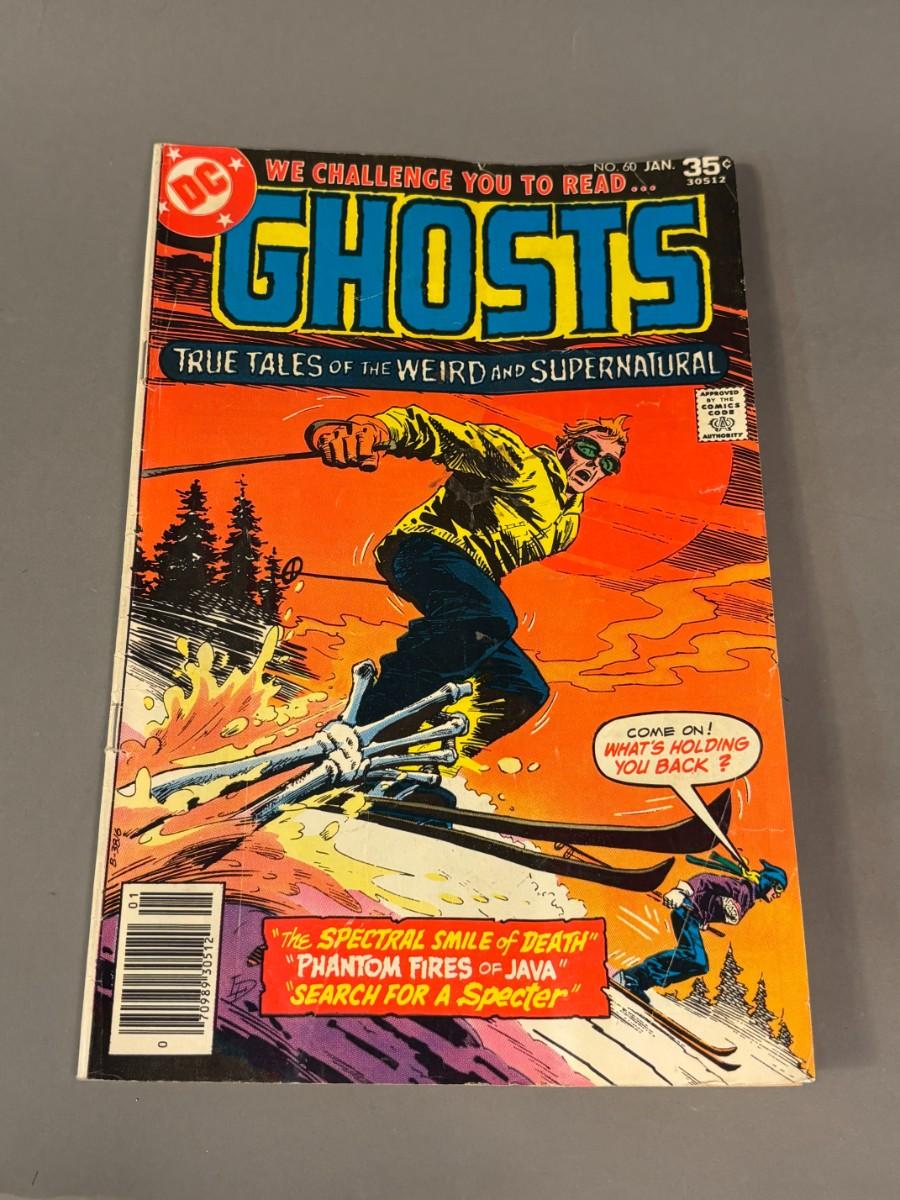 DC
WE CHALLENGE YOU TO READ...
NO. 60 JAN. 35¢
30512
GHOSTS
TRUE TALES OF THE WEIRD AND SUPERNATURAL
APPROVED
BY THE
COMICS
CODE
CA
AUTHORITY
COME ON!
WHAT'S HOLDING
YOU BACK?
B-3816
01
0 70989 30512
"The SPECTRAL SMILE of DEATH"
"PHANTOM FIRES OF JAVA"
"SEARCH FOR A Specter"